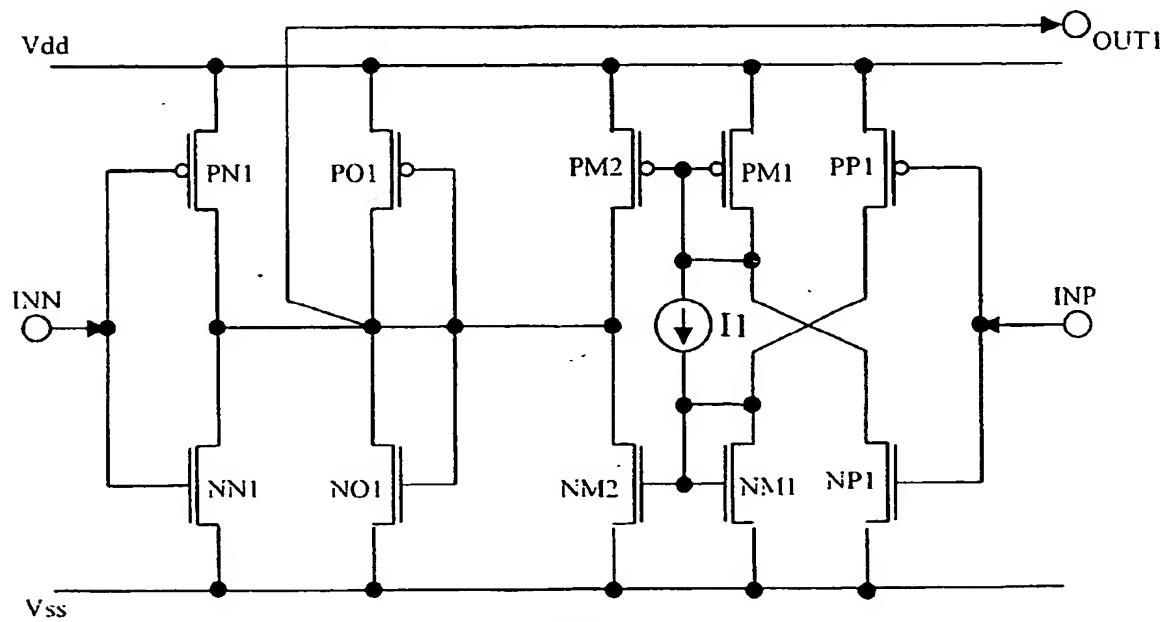 Vdd
OUT1
PN1
PO1
PM2
PM1
PP1
INN
I1
INP
NN1
NO1
NM2
NM1
NP1
Vss